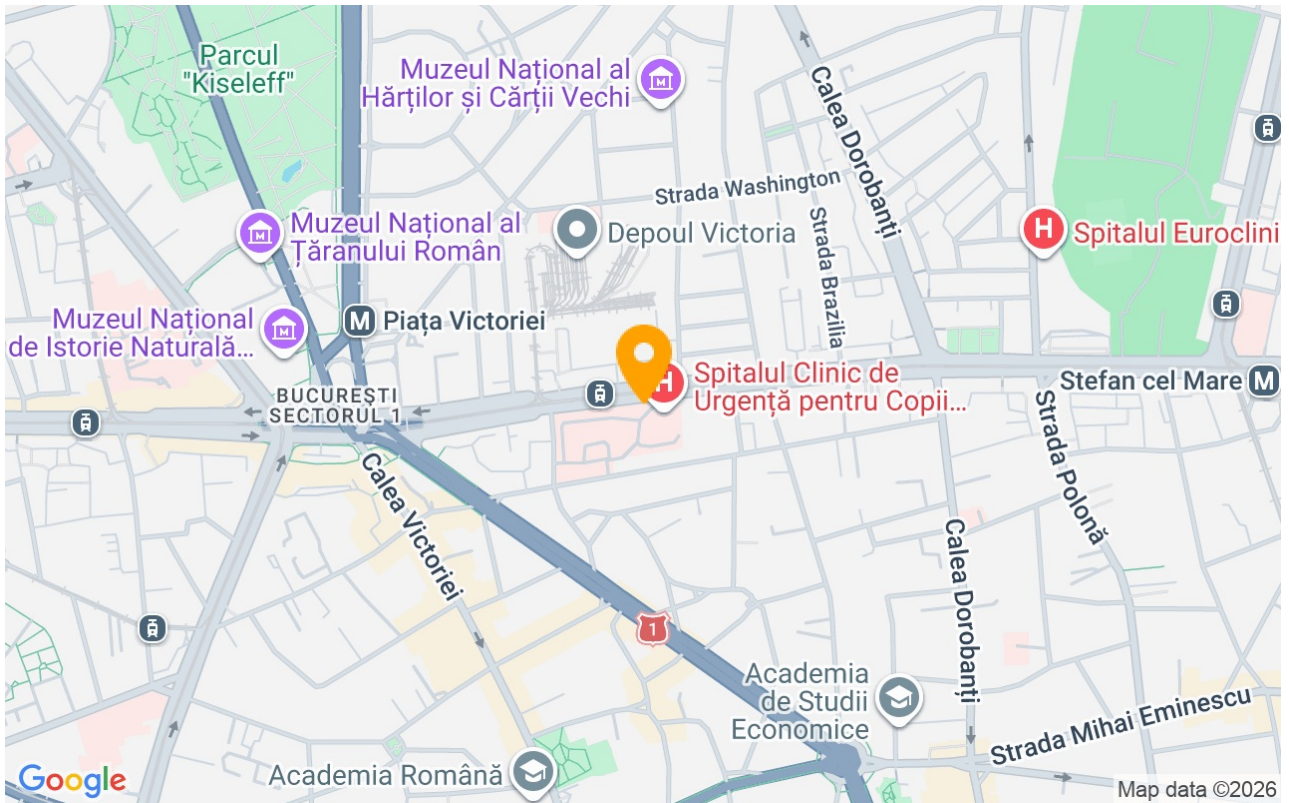 Parcul
"Kiseleff"
Muzeul Național al
Hărților și Cărții Vechi
Calea Dorobanți
Strada Washington
Muzeul Național al
Țăranului Român
Depoul Victoria
Strada Brazilia
H
Spitalul Euroclini
Muzeul Național
de Istorie Naturală...
M
Piața Victoriei
BUCUREȘTI
SECTORUL 1
H
Spitalul Clinic de
Urgență pentru Copii...
Stefan cel Mare
M
Strada Polonă
Calea Victoriei
Calea Dorobanți
1
Academia
de Studii
Economice
Strada Mihai Eminescu
Google
Academia Română
Map data ©2026